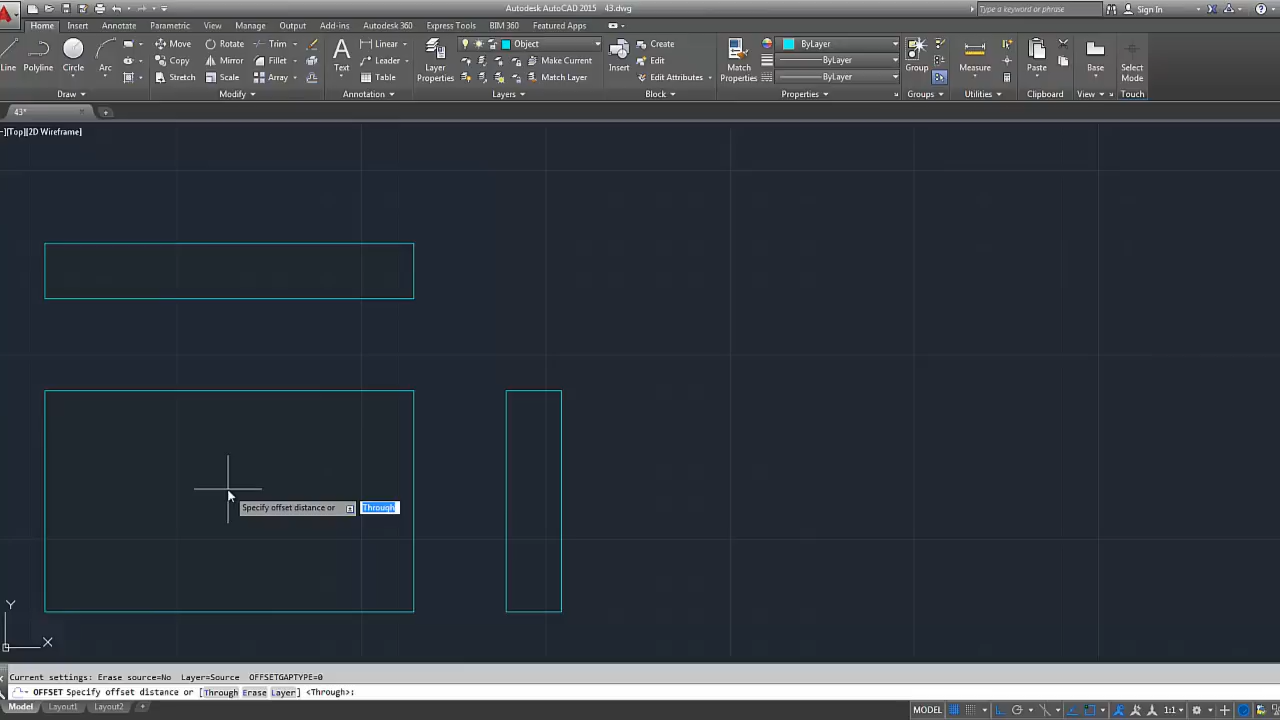 Autodesk AutoCAD 2015 43.dwg
Type a keyword or phrase
Sign In
Home Insert Annotate Parametric View Manage Output Add-ins Autodesk 360 Express Tools BIM 360 Featured Apps
Line Polyline Circle Arc
Move Rotate Trim
Copy Mirror Fillet
Stretch Scale Array
Text
Linear
Leader
Table
Layer Properties
Object
Make Current
Match Layer
Insert
Create
Edit
Edit Attributes
Match Properties
ByLayer
ByLayer
ByLayer
Group
Measure
Paste
Base
Select Mode
Draw Modify Annotation Layers Block Properties Groups Utilities Clipboard View Touch
43*
][Top][2D Wireframe]
Specify offset distance or Through
Y
X
Current settings: Erase source=No Layer=Source OFFSETGAPTYPE=0
OFFSET Specify offset distance or [Through Erase Layer] <Through>:
Model Layout1 Layout2 +
MODEL 1:1